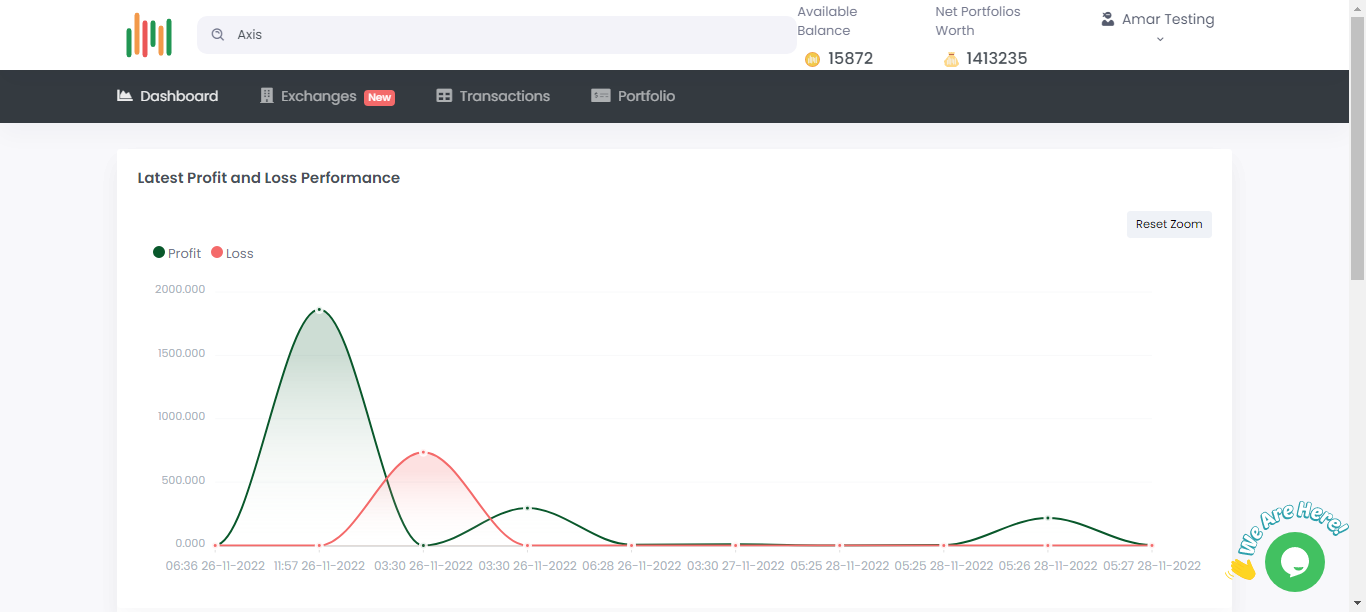 Axis
Available Balance
15872
Net Portfolios Worth
1413235
Amar Testing
Dashboard
Exchanges New
Transactions
Portfolio
Latest Profit and Loss Performance
Reset Zoom
Profit Loss
2000.000
1500.000
1000.000
500.000
0.000
06:36 26-11-2022 11:57 26-11-2022 03:30 26-11-2022 03:30 26-11-2022 06:28 26-11-2022 03:30 27-11-2022 05:25 28-11-2022 05:25 28-11-2022 05:26 28-11-2022 05:27 28-11-2022
We Are Here!